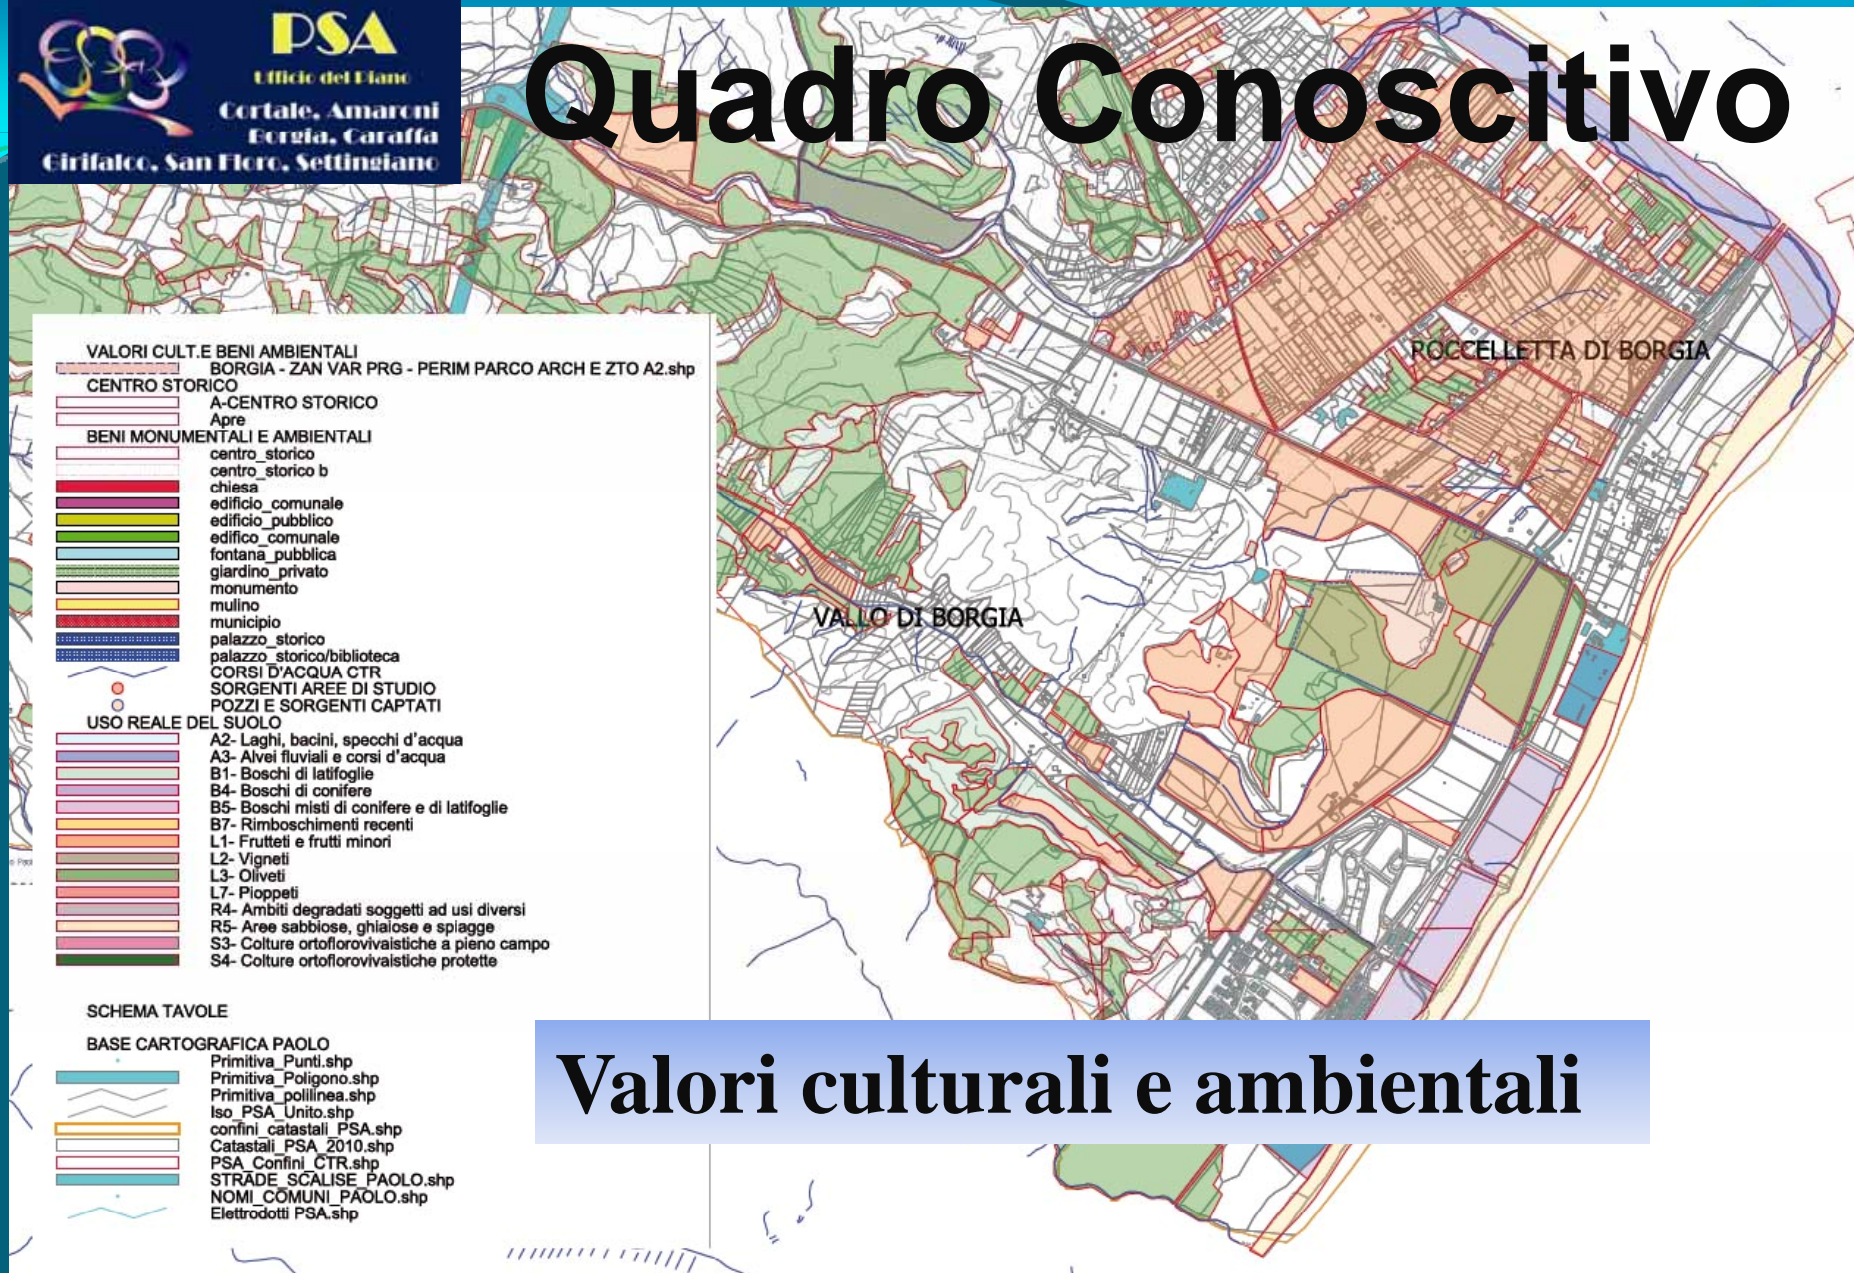 PSA
Ufficio del Piano
Cortale, Amaroni
Borgia, Caraffa
Girifalco, San Floro, Settingiano
Quadro Conoscitivo
POCCELLETTA DI BORGIA
VALLO DI BORGIA
VALORI CULT.E BENI AMBIENTALI
BORGIA - ZAN VAR PRG - PERIM PARCO ARCH E ZTO A2.shp
CENTRO STORICO
A-CENTRO STORICO
Apre
BENI MONUMENTALI E AMBIENTALI
centro_storico
centro_storico b
chiesa
edificio_comunale
edificio_pubblico
edifico_comunale
fontana_pubblica
giardino_privato
monumento
mulino
municipio
palazzo_storico
palazzo_storico/biblioteca
CORSI D'ACQUA CTR
SORGENTI AREE DI STUDIO
POZZI E SORGENTI CAPTATI
USO REALE DEL SUOLO
A2- Laghi, bacini, specchi d'acqua
A3- Alvei fluviali e corsi d'acqua
B1- Boschi di latifoglie
B4- Boschi di conifere
B5- Boschi misti di conifere e di latifoglie
B7- Rimboschimenti recenti
L1- Frutteti e frutti minori
L2- Vigneti
L3- Oliveti
L7- Pioppeti
R4- Ambiti degradati soggetti ad usi diversi
R5- Aree sabbiose, ghiaiose e spiagge
S3- Colture ortoflorovivaistiche a pieno campo
S4- Colture ortoflorovivaistiche protette
SCHEMA TAVOLE
BASE CARTOGRAFICA PAOLO
Primitiva_Punti.shp
Primitiva_Poligono.shp
Primitiva_polilinea.shp
Iso_PSA_Unito.shp
confini_catastali_PSA.shp
Catastali_PSA_2010.shp
PSA_Confini_CTR.shp
STRADE_SCALISE_PAOLO.shp
NOMI_COMUNI_PAOLO.shp
Elettrodotti PSA.shp
Valori culturali e ambientali